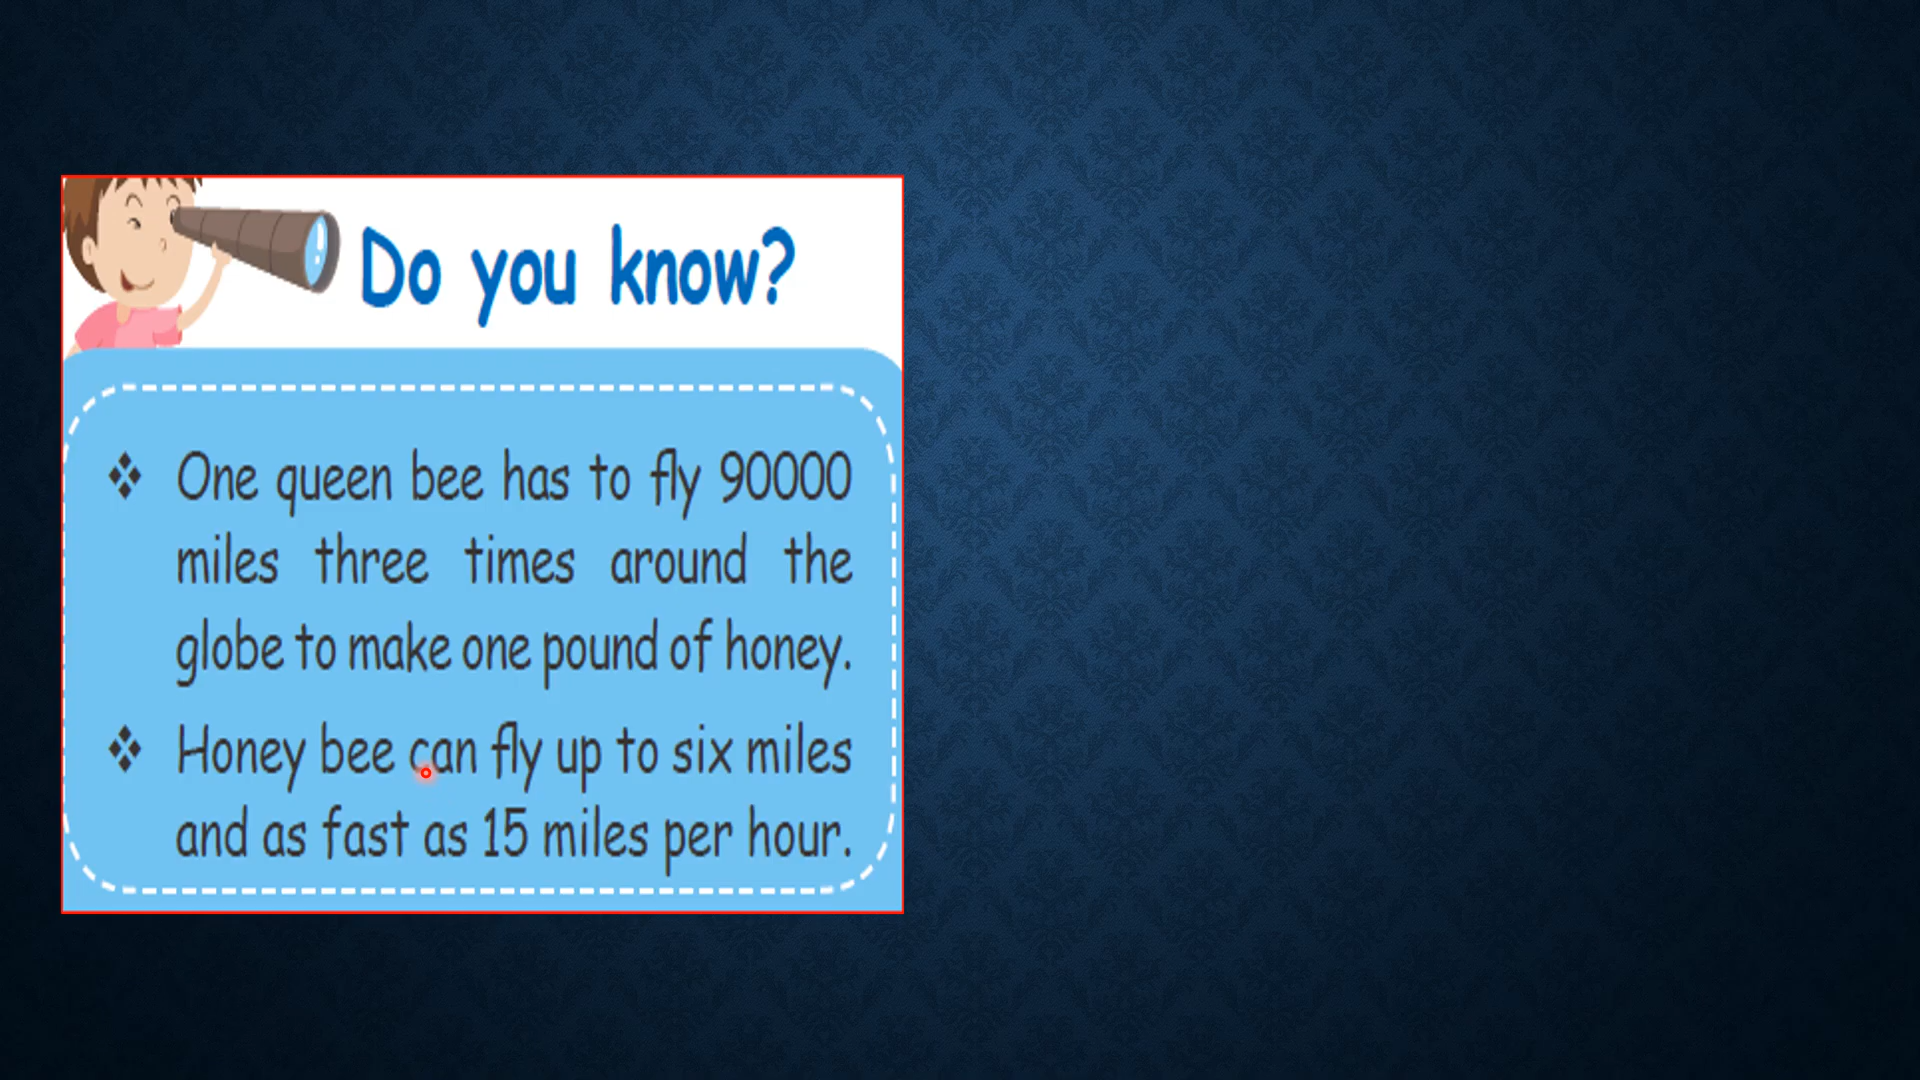 Do you know?
❖ One queen bee has to fly 90000
miles three times around the
globe to make one pound of honey.
❖ Honey bee can fly up to six miles
and as fast as 15 miles per hour.